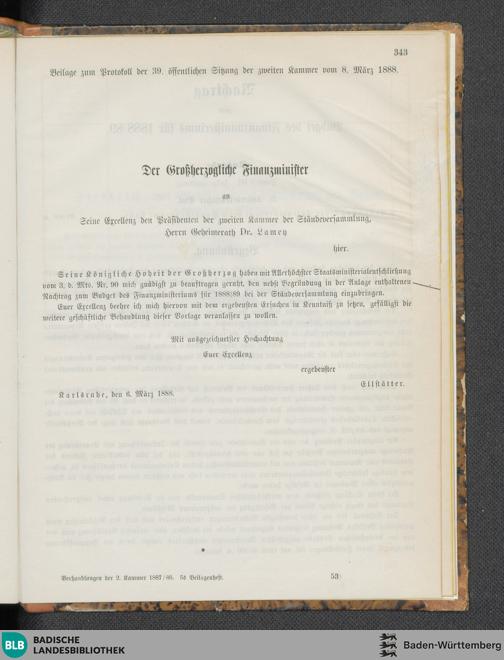 343
Beilage zum Protokoll der 39. öffentlichen Sitzung der zweiten Kammer vom 8. März 1888.
Der Großherzogliche Finanzminister
an
Seine Excellenz den Präsidenten der zweiten Kammer der Ständeversammlung,
Herrn Geheimerath Dr. Lamey
hier.
Seine Königliche Hoheit der Großherzog haben mit Allerhöchster Staatsministerialentschließung
vom 3. d. Mts. Nr. 90 mich gnädigst zu beauftragen geruht, den nebst Begründung in der Anlage enthaltenen
Nachtrag zum Budget des Finanzministeriums für 1888/89 bei der Ständeversammlung einzubringen.
Euer Excellenz beehre ich mich hiervon mit dem ergebensten Ersuchen in Kenntniß zu setzen, gefälligst die
weitere geschäftliche Behandlung dieser Vorlage veranlassen zu wollen.
Mit ausgezeichneter Hochachtung
Euer Excellenz
ergebenster
Ellstätter.
Karlsruhe, den 6. März 1888.
Verhandlungen der 2. Kammer 1887/88. 5s Beilagenheft.
53
BLB
BADISCHE
LANDESBIBLIOTHEK
Baden-Württemberg